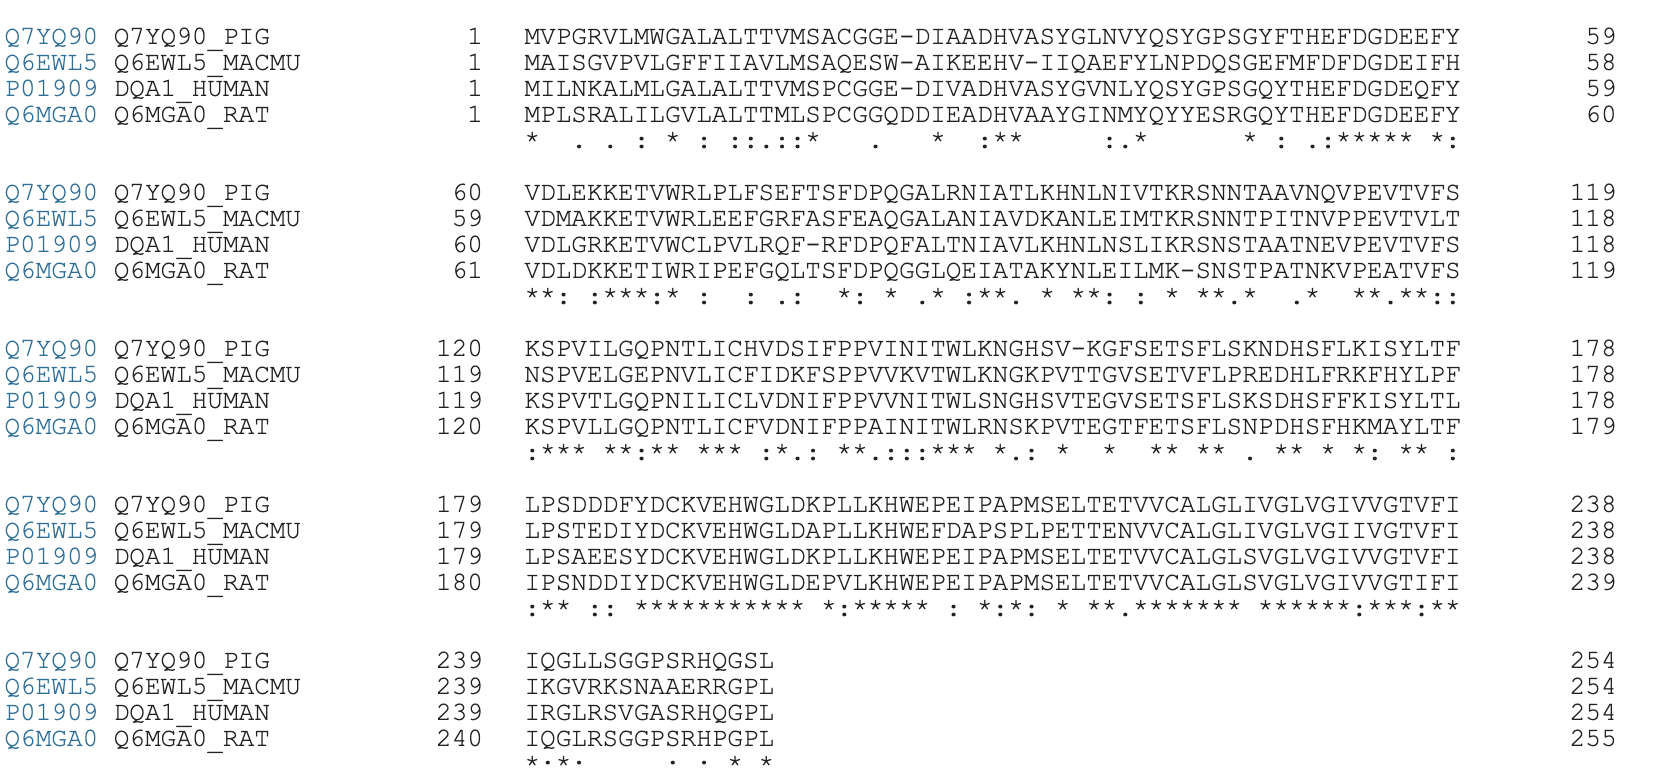 Q7YQ90 Q7YQ90_PIG 1 MVPGRVLMWGALALTTVMSACGGE-DIAADHVASYGLNVYQSYGPSGYFTHEFDGDEEFY 59
Q6EWL5 Q6EWL5_MACMU 1 MAISGVPVLGFFIIAVLMSAQESW-AIKEEHV-IIQAEFYLNPDQSGEFMFDFDGDEIFH 58
P01909 DQA1_HUMAN 1 MILNKALMLGALALTTVMSPCGGE-DIVADHVASYGVNLYQSYGPSGQYTHEFDGDEQFY 59
Q6MGA0 Q6MGA0_RAT 1 MPLSRALILGVLALTTMLSPCGGQDDIEADHVAAYGINMYQYYESRGQYTHEFDGDEEFY 60
*  . . : * : ::.::*   .   *  :**     :.*      * : .:***** *:
Q7YQ90 Q7YQ90_PIG 60 VDLEKKETVWRLPLFSEFTSFDPQGALRNIATLKHNLNIVTKRSNNTAAVNQVPEVTVFS 119
Q6EWL5 Q6EWL5_MACMU 59 VDMAKKETVWRLEEFGRFASFEAQGALANIAVDKANLEIMTKRSNNTPITNVPPEVTVLT 118
P01909 DQA1_HUMAN 60 VDLGRKETVWCLPVLRQF-RFDPQFALTNIAVLKHNLNSLIKRSNSTAATNEVPEVTVFS 118
Q6MGA0 Q6MGA0_RAT 61 VDLDKKETIWRIPEFGQLTSFDPQGGLQEIATAKYNLEILMK-SNSTPATNKVPEATVFS 119
**: :***:* :  : .:  *: * .* :**. * **: : * **.*  .*  **.**::
Q7YQ90 Q7YQ90_PIG 120 KSPVILGQPNTLICHVDSIFPPVINITWLKNGHSV-KGFSETSFLSKNDHSFLKISYLTF 178
Q6EWL5 Q6EWL5_MACMU 119 NSPVELGEPNVLICFIDKFSPPVVKVTWLKNGKPVTTGVSETVFLPREDHLFRKFHYLPF 178
P01909 DQA1_HUMAN 119 KSPVTLGQPNILICLVDNIFPPVVNITWLSNGHSVTEGVSETSFLSKSDHSFFKISYLTL 178
Q6MGA0 Q6MGA0_RAT 120 KSPVLLGQPNTLICFVDNIFPPAINITWLRNSKPVTEGTFETSFLSNPDHSFHKMAYLTF 179
:*** **:** *** :*.: **.:::*** *.: *  *  ** ** . ** * *: ** :
Q7YQ90 Q7YQ90_PIG 179 LPSDDDFYDCKVEHWGLDKPLLKHWEPEIPAPMSELTETVVCALGLIVGLVGIVVGTVFI 238
Q6EWL5 Q6EWL5_MACMU 179 LPSTEDIYDCKVEHWGLDAPLLKHWEFDAPSPLPETTENVVCALGLIVGLVGIIVGTVFI 238
P01909 DQA1_HUMAN 179 LPSAEESYDCKVEHWGLDKPLLKHWEPEIPAPMSELTETVVCALGLSVGLVGIVVGTVFI 238
Q6MGA0 Q6MGA0_RAT 180 IPSNDDIYDCKVEHWGLDEPVLKHWEPEIPAPMSELTETVVCALGLSVGLVGIVVGTIFI 239
:** :: *********** *:***** : *:*: * **.******* ******:***:**
Q7YQ90 Q7YQ90_PIG 239 IQGLLSGGPSRHQGSL 254
Q6EWL5 Q6EWL5_MACMU 239 IKGVRKSNAAERRGPL 254
P01909 DQA1_HUMAN 239 IRGLRSVGASRHQGPL 254
Q6MGA0 Q6MGA0_RAT 240 IQGLRSGGPSRHPGPL 255
*:*:     : : * *